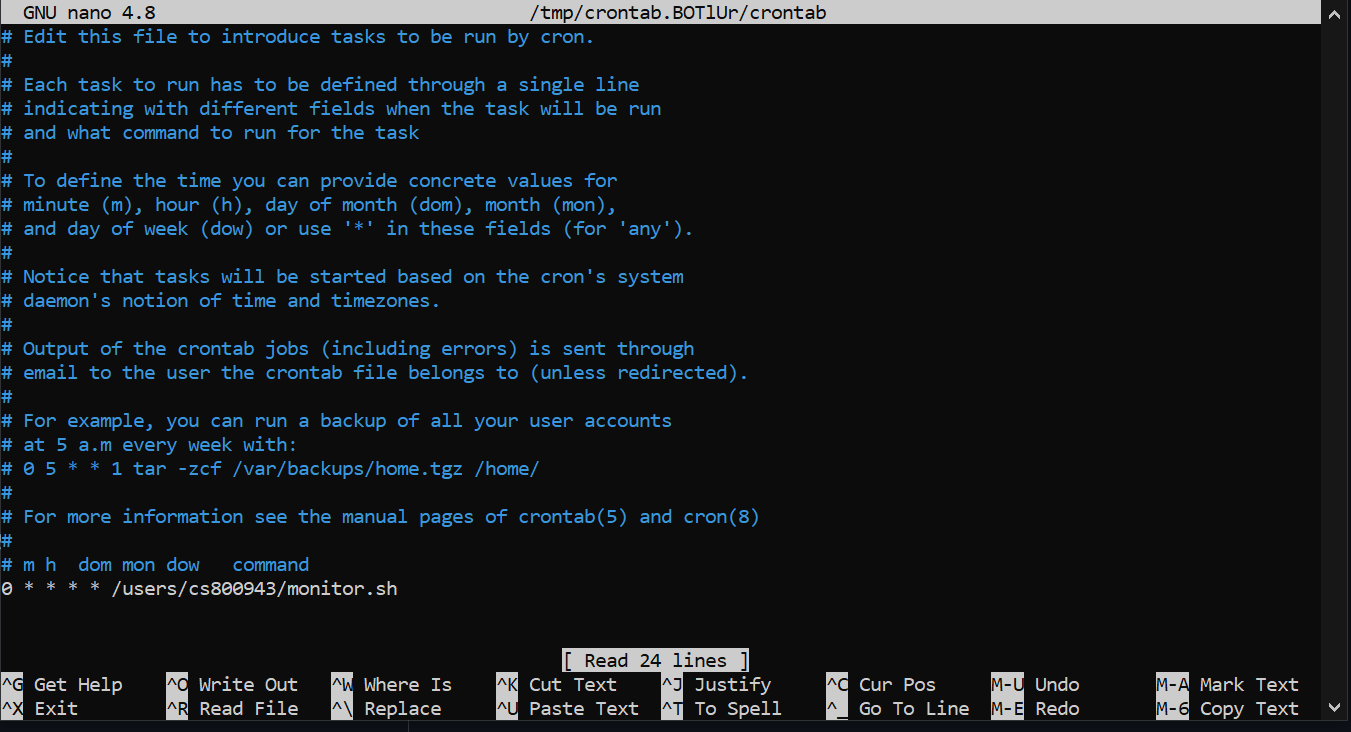 GNU nano 4.8 /tmp/crontab.BOTlUr/crontab
# Edit this file to introduce tasks to be run by cron.
#
# Each task to run has to be defined through a single line
# indicating with different fields when the task will be run
# and what command to run for the task
#
# To define the time you can provide concrete values for
# minute (m), hour (h), day of month (dom), month (mon),
# and day of week (dow) or use '*' in these fields (for 'any').
#
# Notice that tasks will be started based on the cron's system
# daemon's notion of time and timezones.
#
# Output of the crontab jobs (including errors) is sent through
# email to the user the crontab file belongs to (unless redirected).
#
# For example, you can run a backup of all your user accounts
# at 5 a.m every week with:
# 0 5 * * 1 tar -zcf /var/backups/home.tgz /home/
#
# For more information see the manual pages of crontab(5) and cron(8)
#
# m h  dom mon dow   command
0 * * * * /users/cs800943/monitor.sh
[ Read 24 lines ]
^G Get Help ^O Write Out ^W Where Is ^K Cut Text ^J Justify ^C Cur Pos M-U Undo M-A Mark Text
^X Exit ^R Read File ^\ Replace ^U Paste Text ^T To Spell ^_ Go To Line M-E Redo M-6 Copy Text